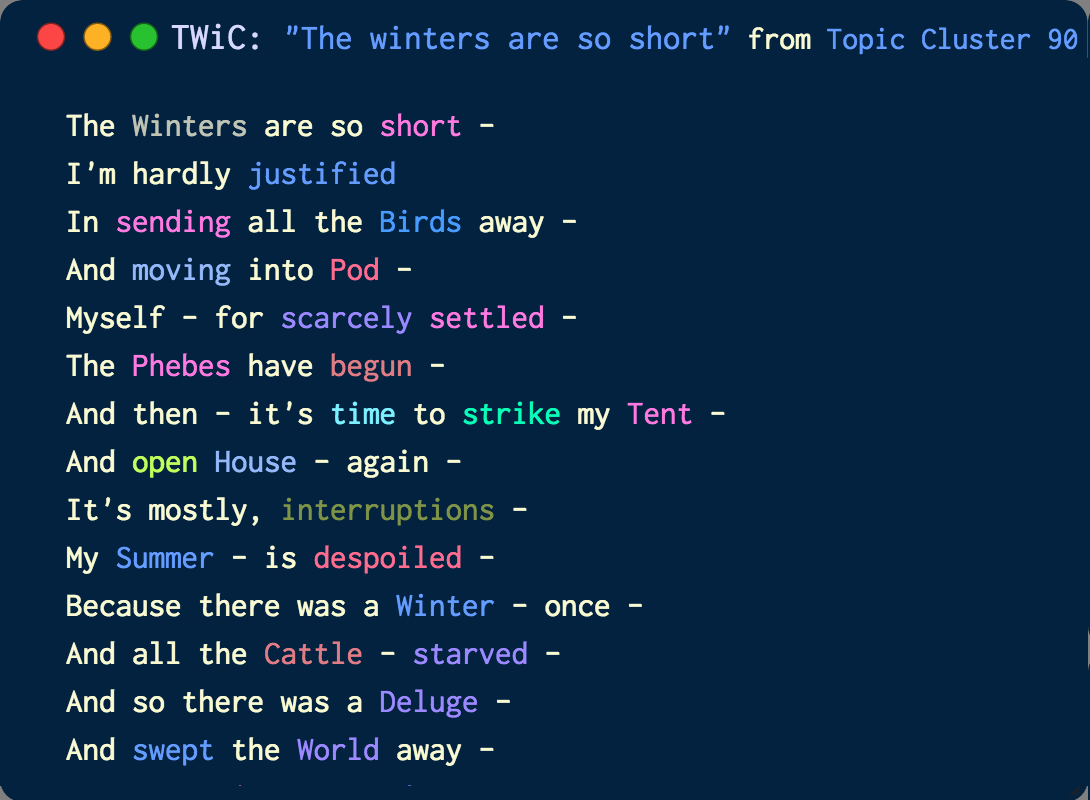 TWiC: "The winters are so short" from Topic Cluster 90
The Winters are so short –
I'm hardly justified
In sending all the Birds away –
And moving into Pod –
Myself – for scarcely settled –
The Phebes have begun –
And then – it's time to strike my Tent –
And open House – again –
It's mostly, interruptions –
My Summer – is despoiled –
Because there was a Winter – once –
And all the Cattle – starved –
And so there was a Deluge –
And swept the World away –